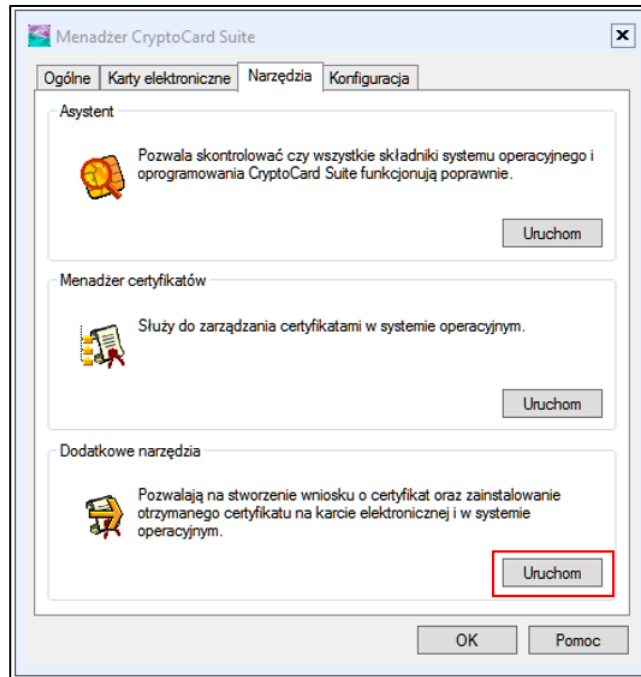 Menadżer CryptoCard Suite
Ogólne Karty elektroniczne Narzędzia Konfiguracja
Asystent
Pozwala skontrolować czy wszystkie składniki systemu operacyjnego i
oprogramowania CryptoCard Suite funkcjonują poprawnie.
Uruchom
Menadżer certyfikatów
Służy do zarządzania certyfikatami w systemie operacyjnym.
Uruchom
Dodatkowe narzędzia
Pozwalają na stworzenie wniosku o certyfikat oraz zainstalowanie
otrzymanego certyfikatu na karcie elektronicznej i w systemie
operacyjnym.
Uruchom
OK Pomoc